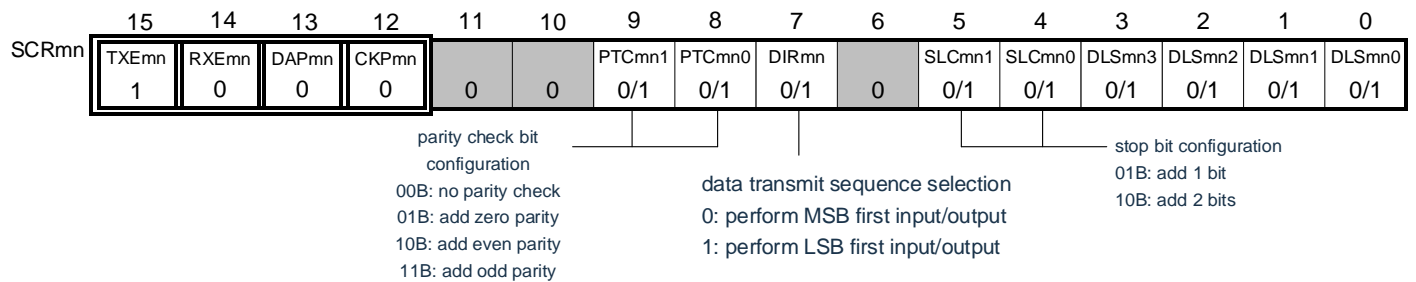 15 14 13 12 11 10 9 8 7 6 5 4 3 2 1 0
SCRmn TXEmn RXEmn DAPmn CKPmn PTCmn1 PTCmn0 DIRmn SLCmn1 SLCmn0 DLSmn3 DLSmn2 DLSmn1 DLSmn0
1 0 0 0 0 0 0/1 0/1 0/1 0 0/1 0/1 0/1 0/1 0/1 0/1
parity check bit
configuration
00B: no parity check
01B: add zero parity
10B: add even parity
11B: add odd parity
data transmit sequence selection
0: perform MSB first input/output
1: perform LSB first input/output
stop bit configuration
01B: add 1 bit
10B: add 2 bits